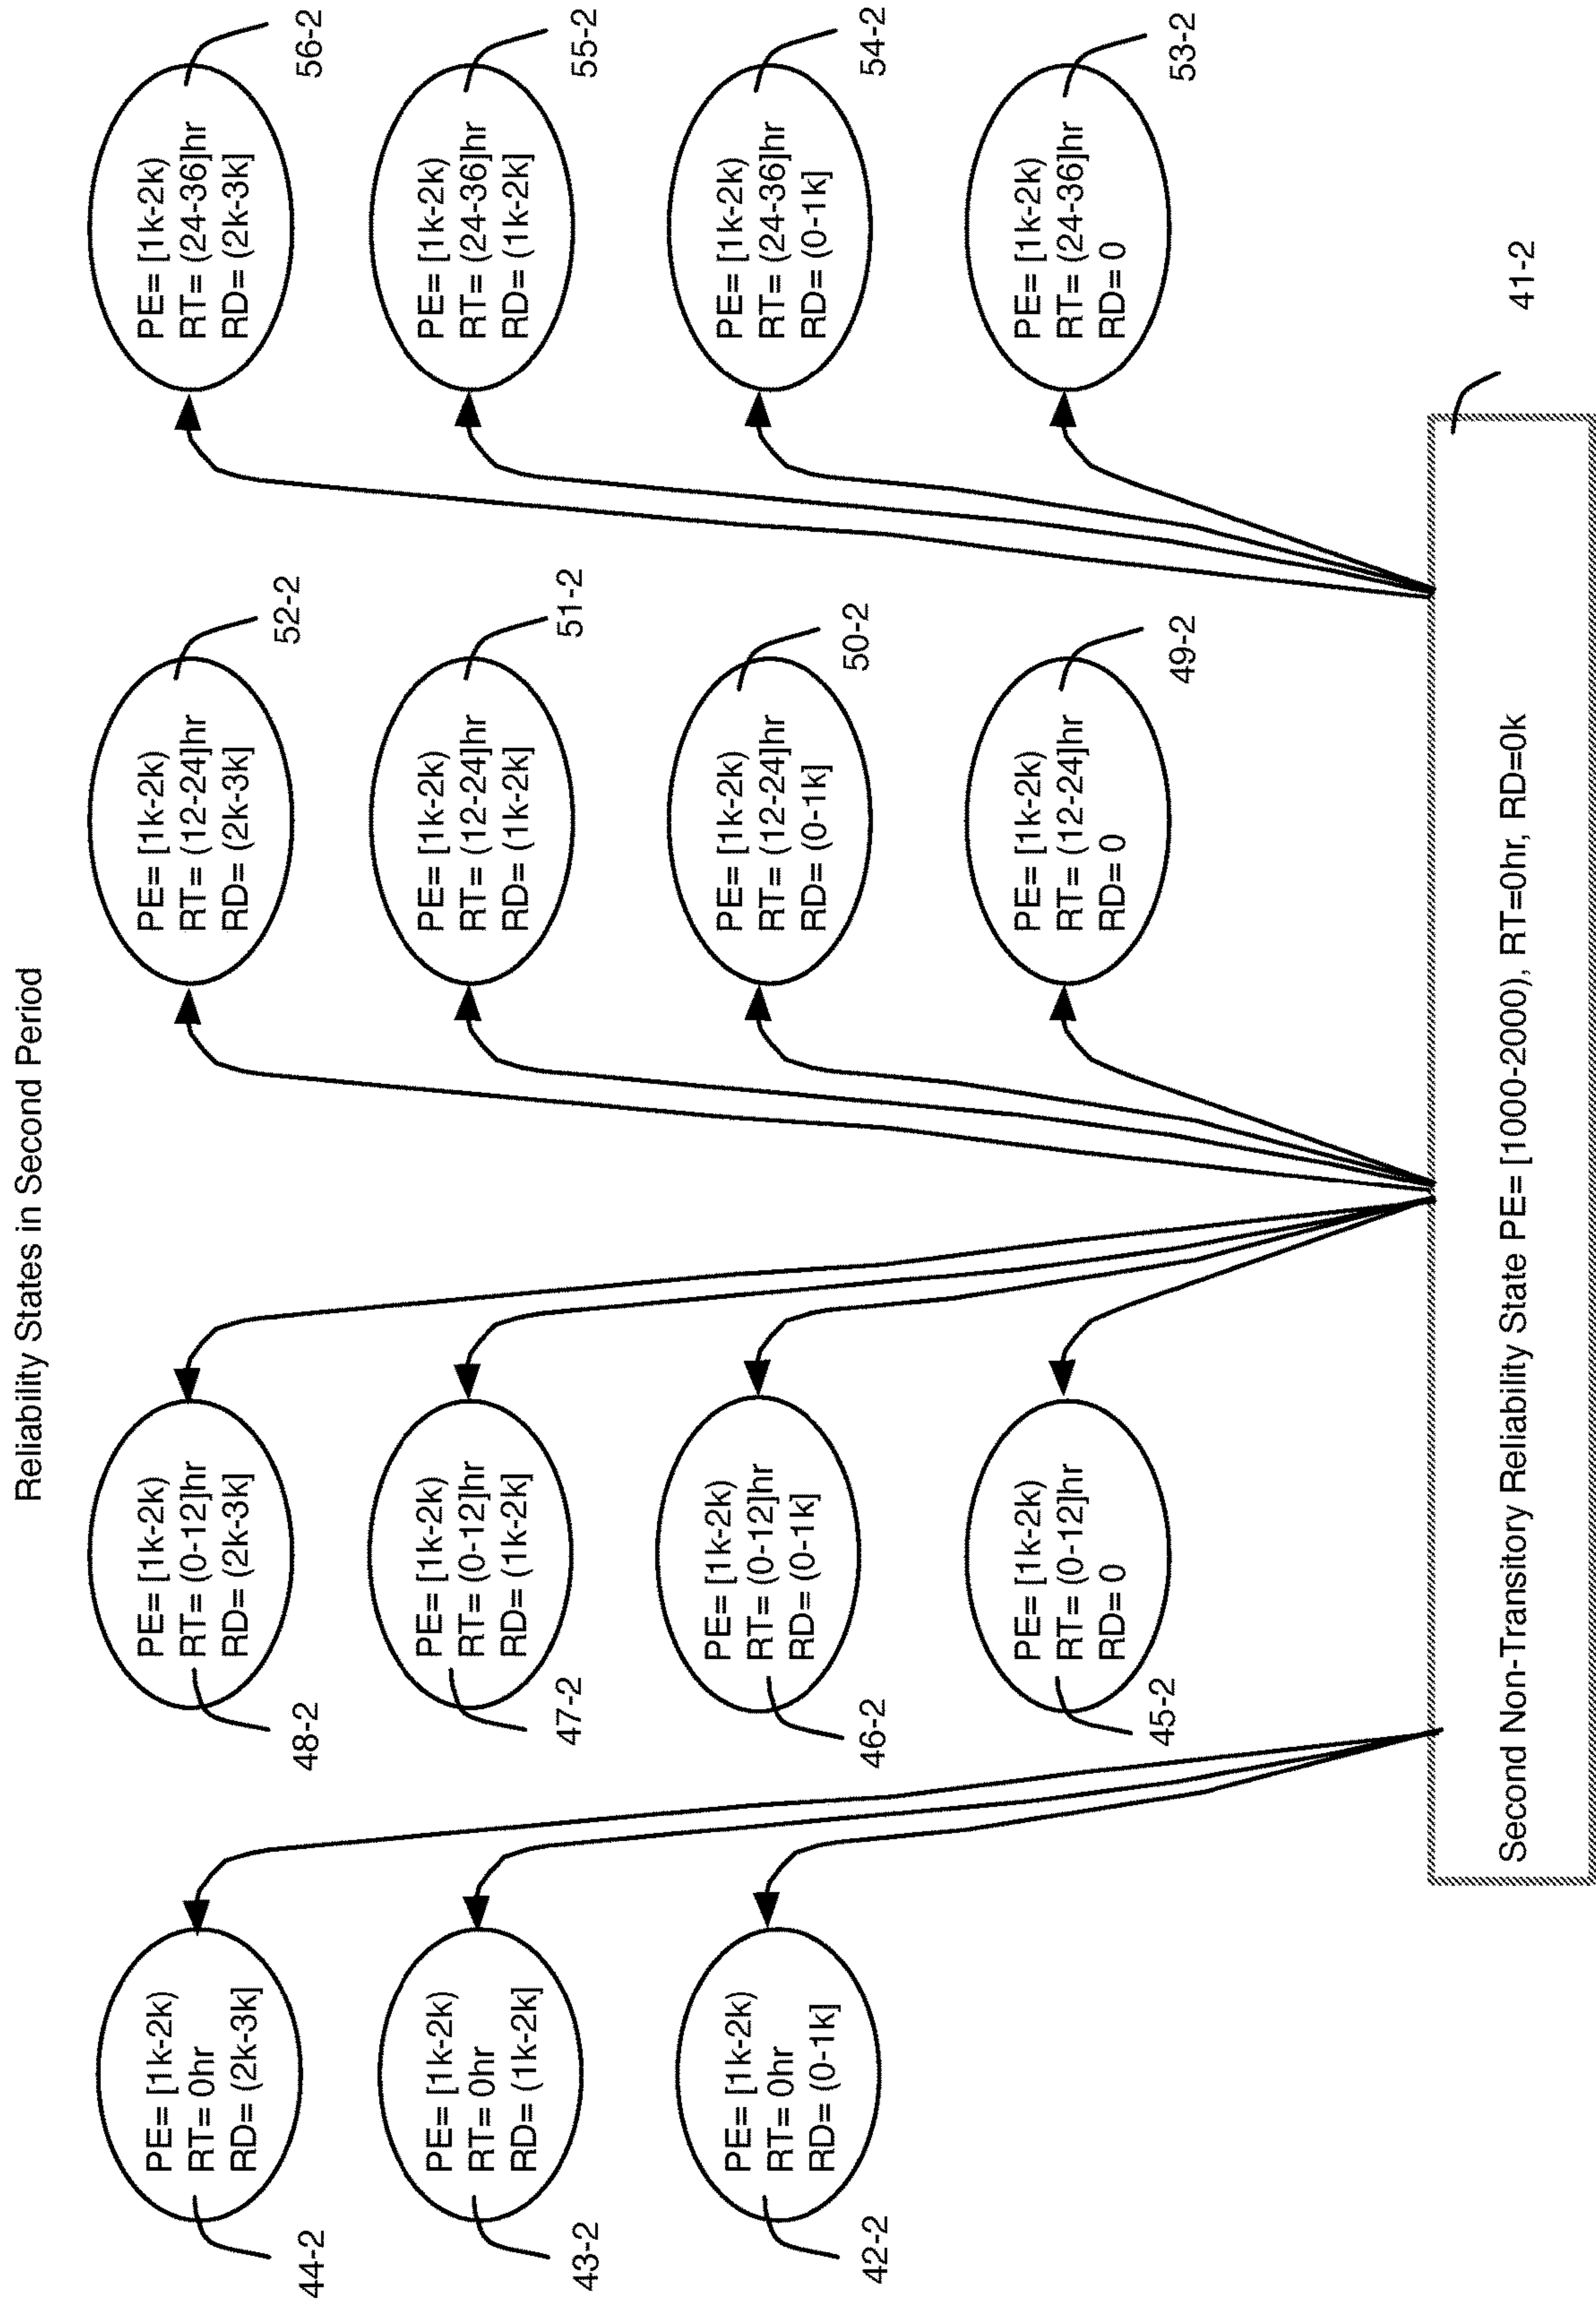 Reliability States in Second Period
PE= [1k-2k)
RT= 0hr
RD= (2k-3k]
44-2
PE= [1k-2k)
RT= (0-12]hr
RD= (2k-3k]
48-2
PE= [1k-2k)
RT= (12-24]hr
RD= (2k-3k]
52-2
PE= [1k-2k)
RT= (24-36]hr
RD= (2k-3k]
56-2
PE= [1k-2k)
RT= 0hr
RD= (1k-2k]
43-2
PE= [1k-2k)
RT= (0-12]hr
RD= (1k-2k]
47-2
PE= [1k-2k)
RT= (12-24]hr
RD= (1k-2k]
51-2
PE= [1k-2k)
RT= (24-36]hr
RD= (1k-2k]
55-2
PE= [1k-2k)
RT= 0hr
RD= (0-1k]
42-2
PE= [1k-2k)
RT= (0-12]hr
RD= (0-1k]
46-2
PE= [1k-2k)
RT= (12-24]hr
RD= (0-1k]
50-2
PE= [1k-2k)
RT= (24-36]hr
RD= (0-1k]
54-2
PE= [1k-2k)
RT= (0-12]hr
RD= 0
45-2
PE= [1k-2k)
RT= (12-24]hr
RD= 0
49-2
PE= [1k-2k)
RT= (24-36]hr
RD= 0
53-2
Second Non-Transitory Reliability State PE= [1000-2000), RT=0hr, RD=0k
41-2